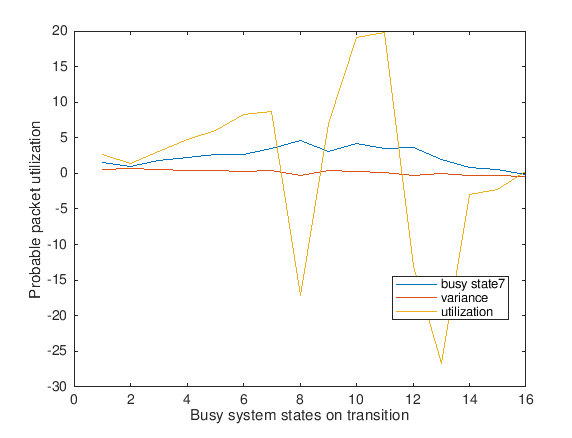 20
15
10
5
0
-5
-10
-15
-20
-25
-30
Probable packet utilization
busy state7
variance
utilization
0 2 4 6 8 10 12 14 16
Busy system states on transition